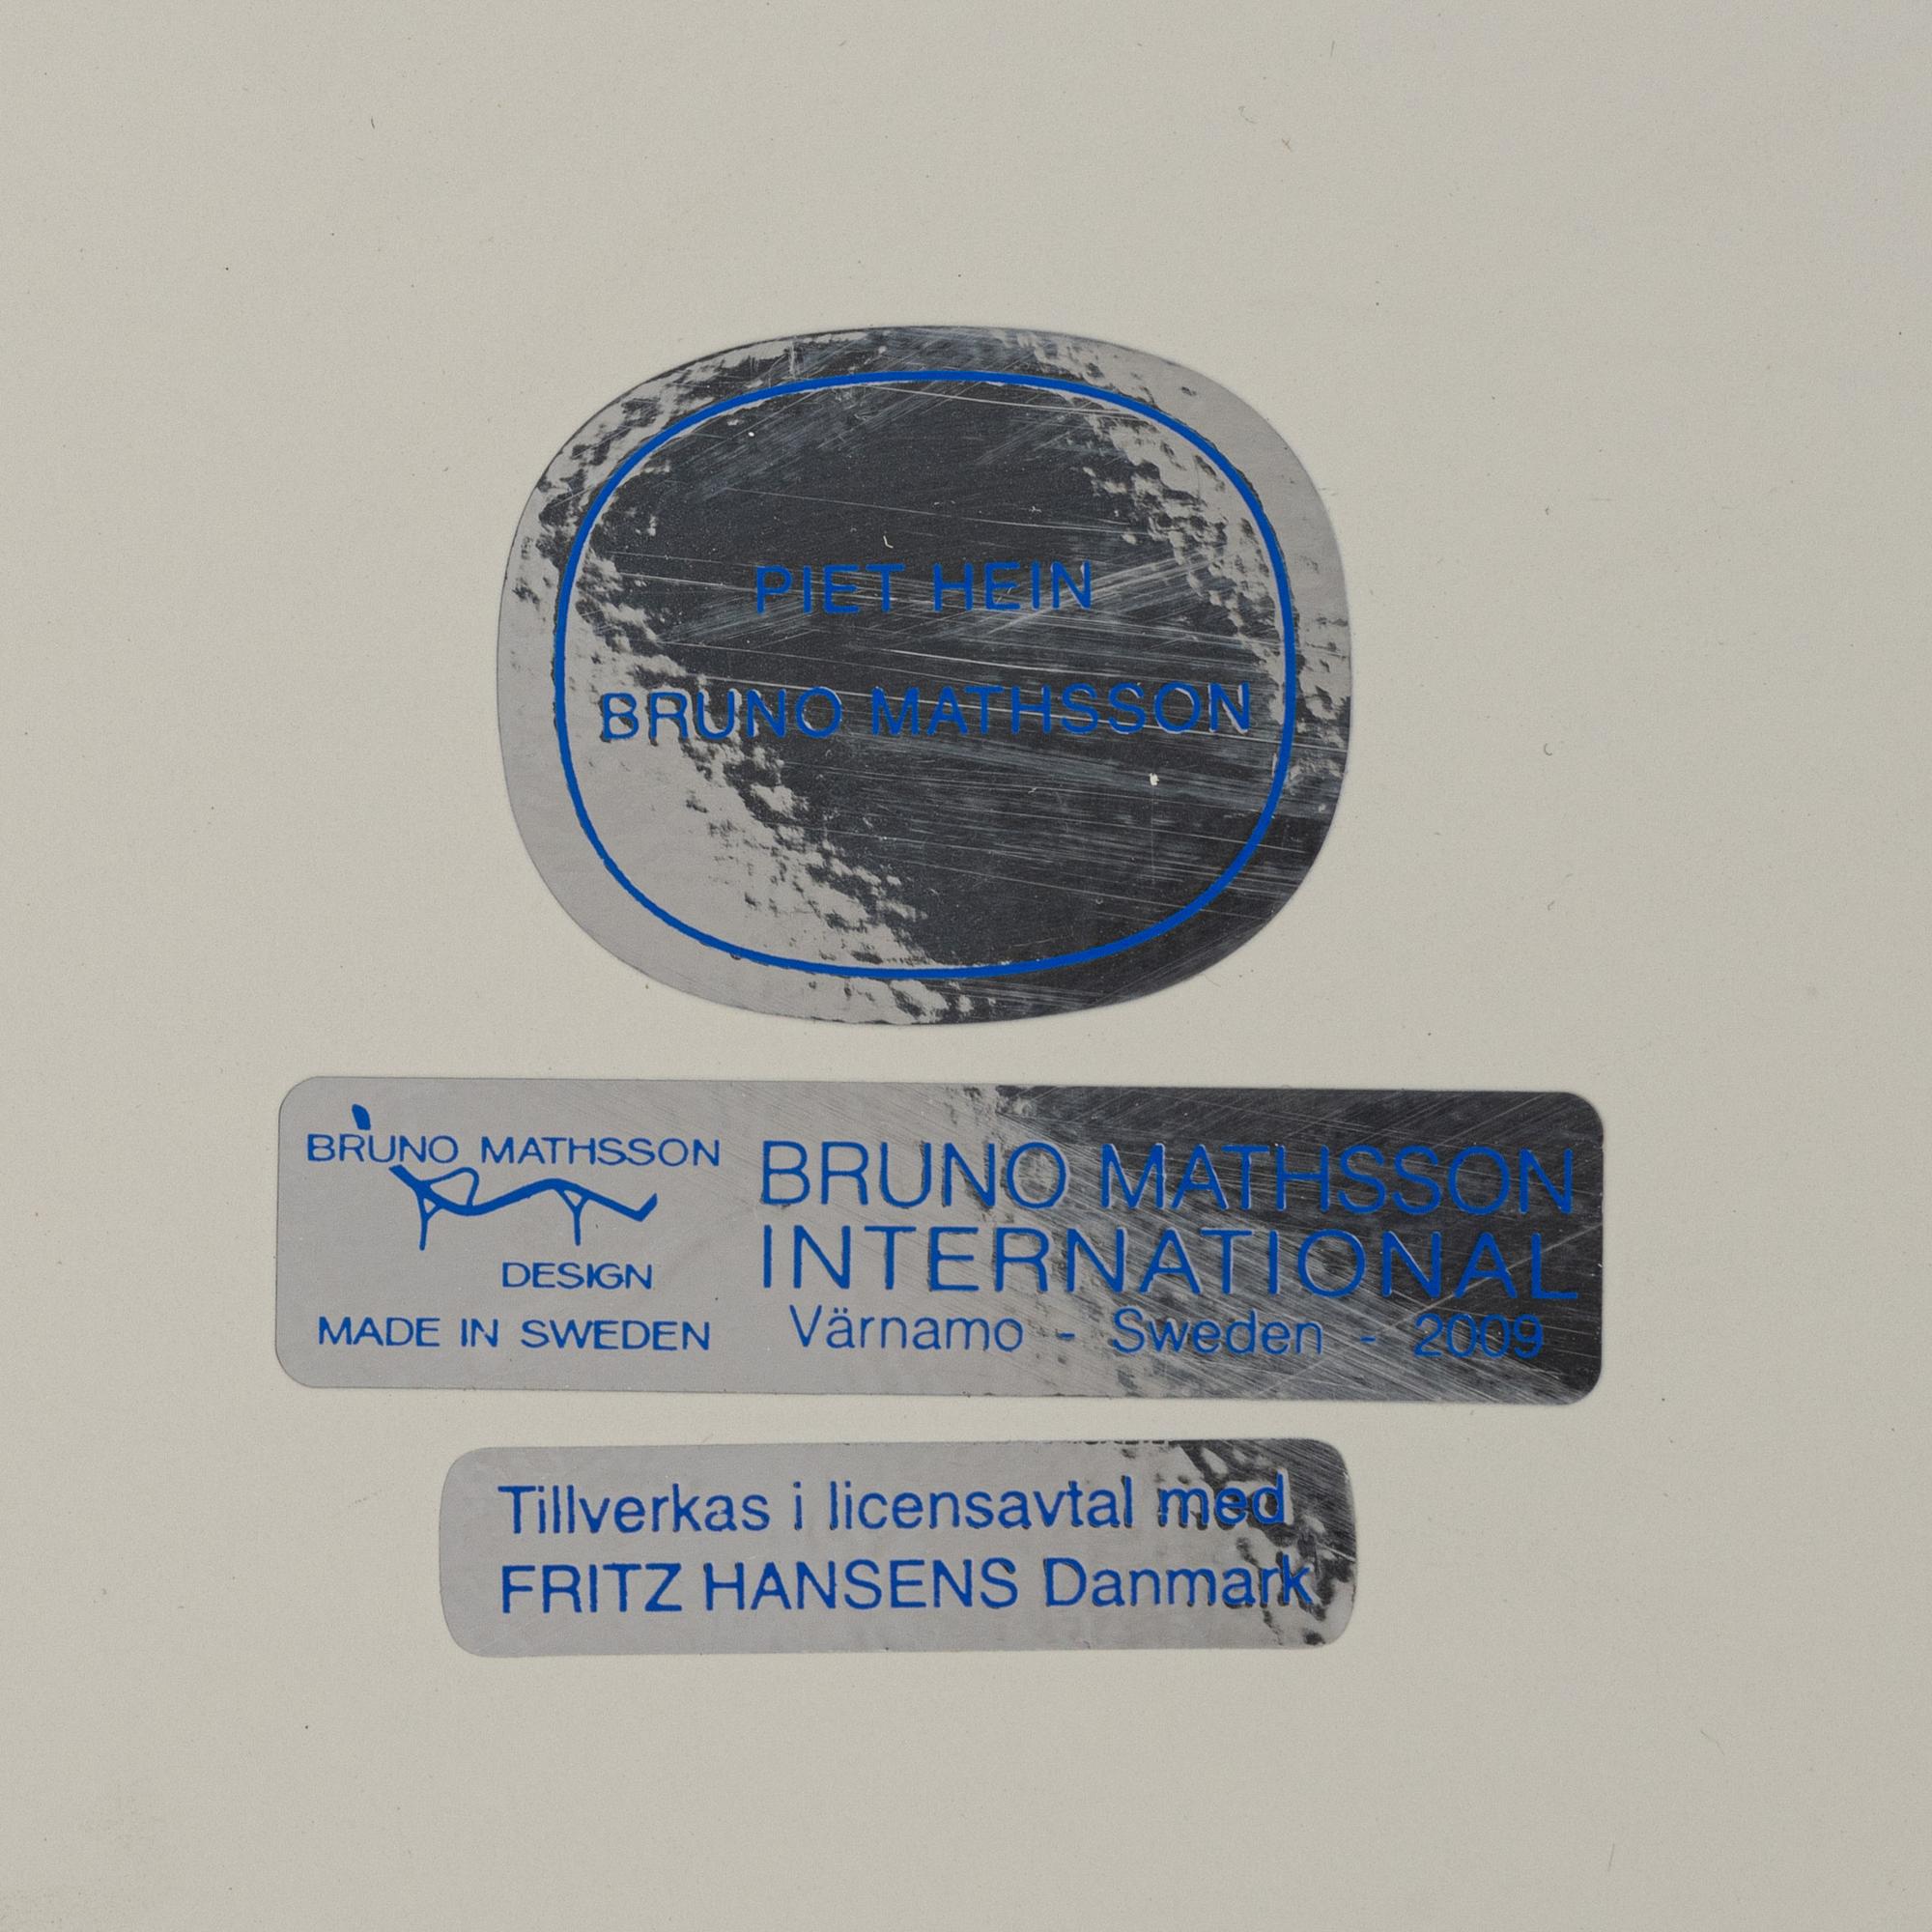 PIET HEIN
BRUNO MATHSSON
BRUNO MATHSSON
DESIGN
MADE IN SWEDEN
BRUNO MATHSSON
INTERNATIONAL
Värnamo - Sweden - 2009
Tillverkas i licensavtal med
FRITZ HANSENS Danmark